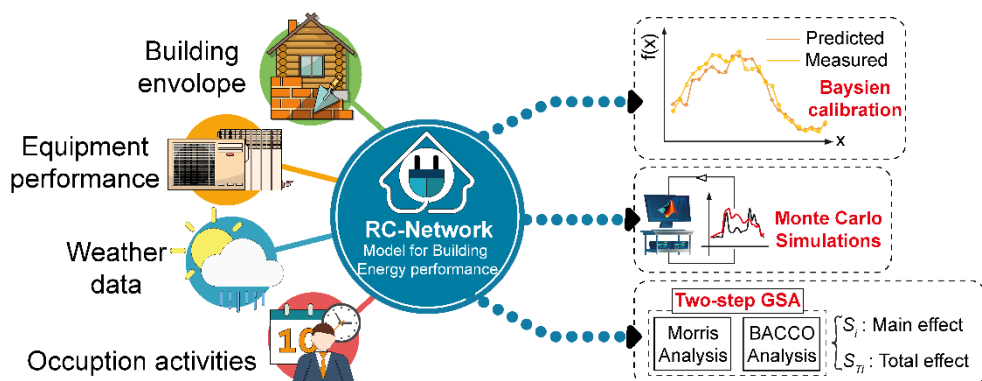 Building
envolope
Equipment
performance
Weather
data
10
Occuption activities
RC-Network
Model for Building
Energy performance
f(x)
Predicted
Measured
Baysien
calibration
x
Monte Carlo
Simulations
Two-step GSA
Morris
Analysis
BACCO
Analysis
Si : Main effect
STi : Total effect